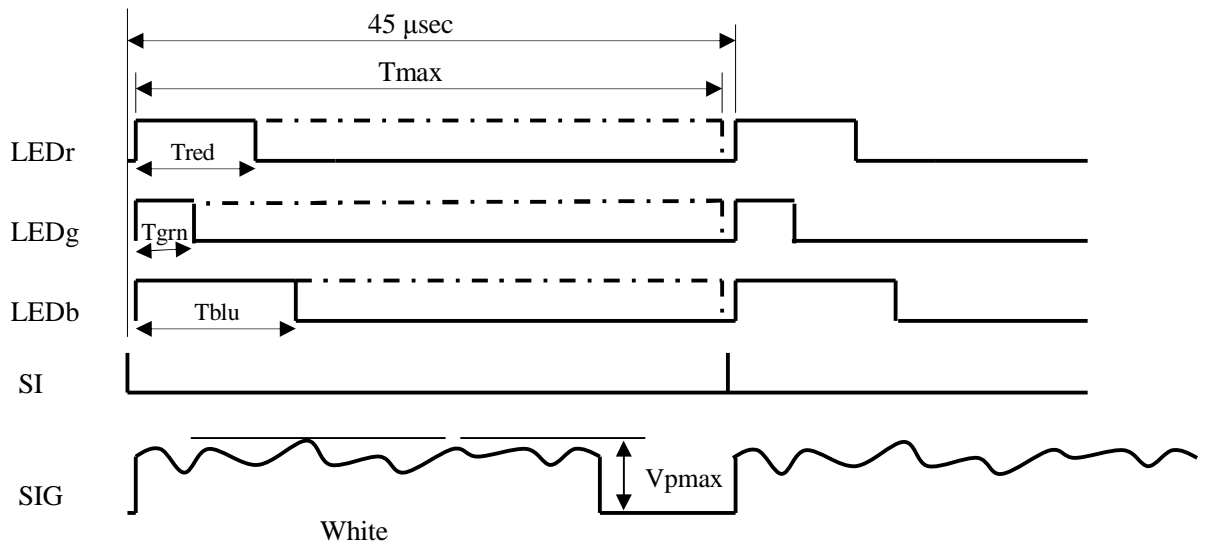 45 μsec
Tmax
LEDr
Tred
LEDg
Tgrn
LEDb
Tblu
SI
SIG
Vpmax
White